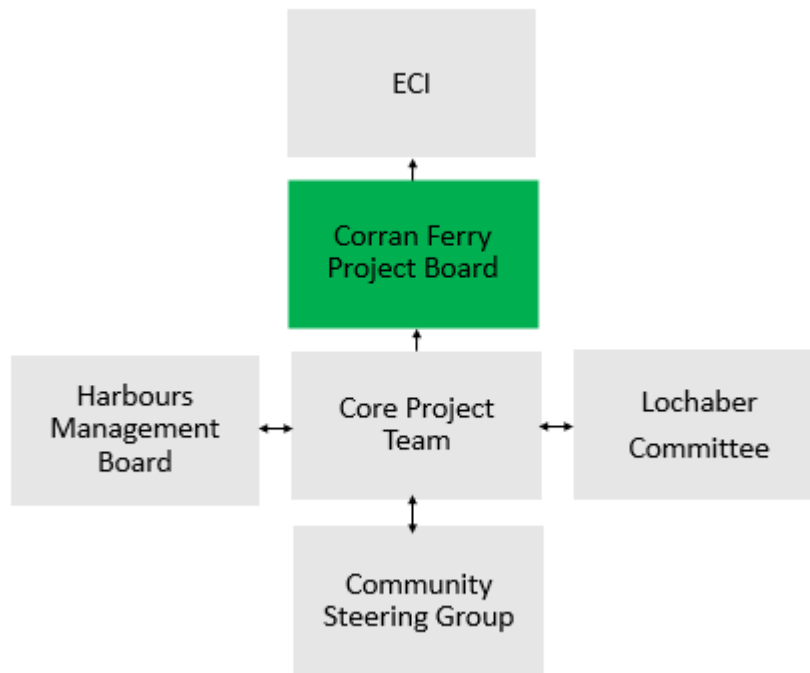 ECI
Corran Ferry
Project Board
Harbours
Management
Board
Core Project
Team
Lochaber
Committee
Community
Steering Group